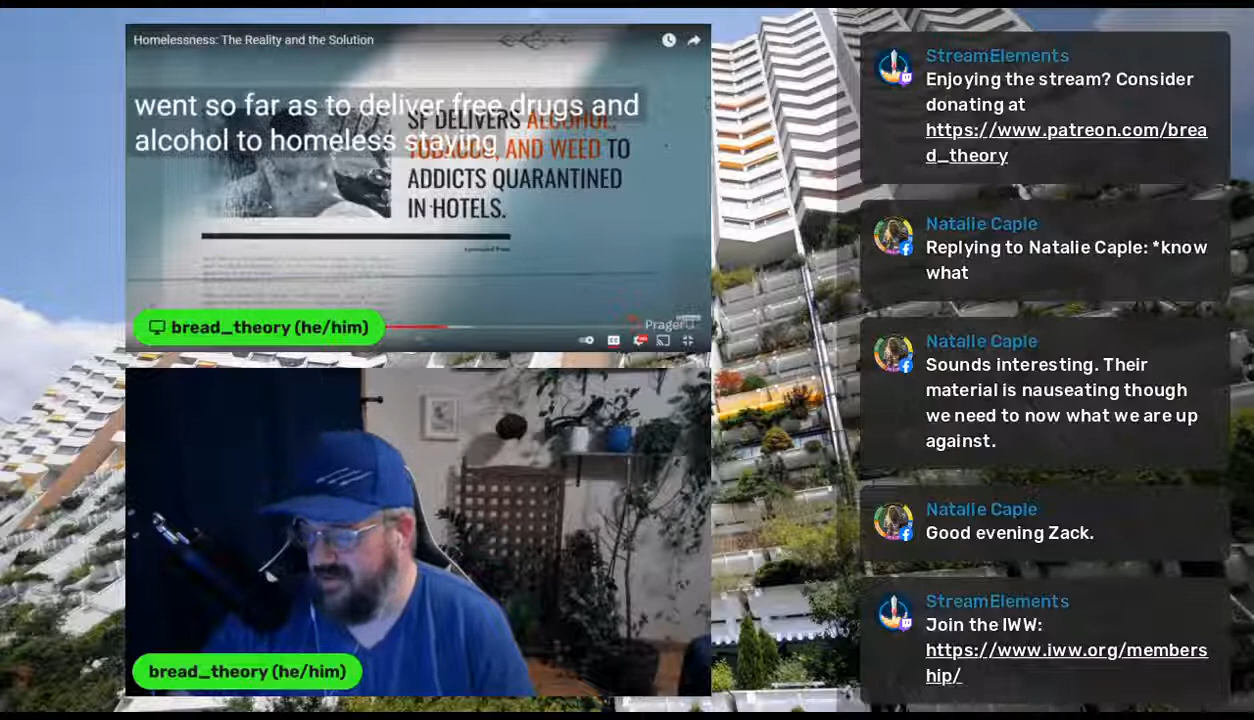 Homelessness: The Reality and the Solution
went so far as to deliver free drugs and
alcohol to homeless staying
SF DELIVERS ALCOHOL,
TOBACCO, AND WEED TO
ADDICTS QUARANTINED
IN HOTELS.
PragerU
CC
bread_theory (he/him)
bread_theory (he/him)
StreamElements
Enjoying the stream? Consider
donating at
https://www.patreon.com/brea
d_theory
Natalie Caple
Replying to Natalie Caple: *know
what
Natalie Caple
Sounds interesting. Their
material is nauseating though
we need to now what we are up
against.
Natalie Caple
Good evening Zack.
StreamElements
Join the IWW:
https://www.iww.org/members
hip/